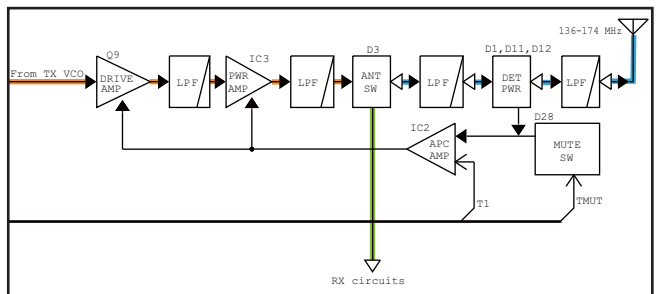 136-174 MHz
Q9
IC3
D3
D1,D11,D12
From TX VCO
DRIVE
AMP
LPF
PWR
AMP
LPF
ANT
SW
LPF
DET
PWR
LPF
IC2
D28
APC
AMP
MUTE
SW
T1
TMUT
RX circuits